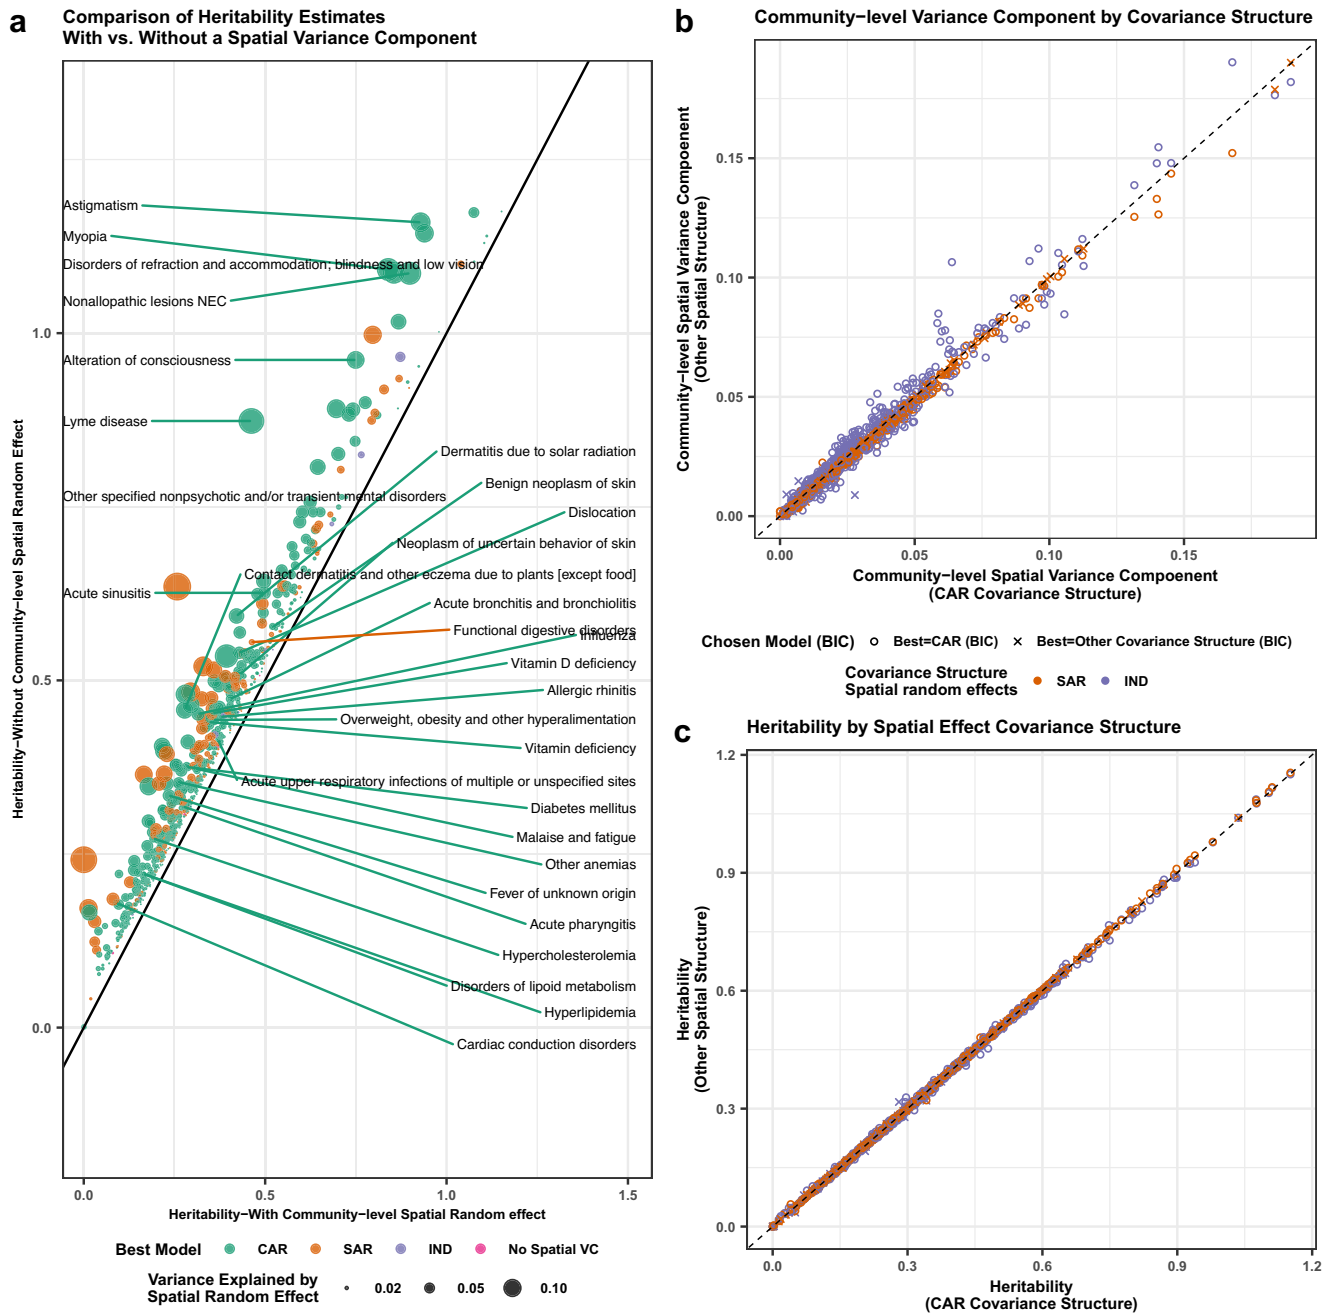 a
Comparison of Heritability Estimates
With vs. Without a Spatial Variance Component
Heritability−Without Community−level Spatial Random Effect
1.0
0.5
0.0
Astigmatism
Myopia
Disorders of refraction and accommodation; blindness and low vision
Nonallopathic lesions NEC
Alteration of consciousness
Lyme disease
Dermatitis due to solar radiation
Benign neoplasm of skin
Other specified nonpsychotic and/or transient mental disorders
Dislocation
Neoplasm of uncertain behavior of skin
Contact dermatitis and other eczema due to plants [except food]
Acute sinusitis
Acute bronchitis and bronchiolitis
Functional digestive disorders
Influenza
Vitamin D deficiency
Allergic rhinitis
Overweight, obesity and other hyperalimentation
Vitamin deficiency
Acute upper respiratory infections of multiple or unspecified sites
Diabetes mellitus
Malaise and fatigue
Other anemias
Fever of unknown origin
Acute pharyngitis
Hypercholesterolemia
Disorders of lipoid metabolism
Hyperlipidemia
Cardiac conduction disorders
0.0 0.5 1.0 1.5
Heritability−With Community−level Spatial Random effect
Best Model CAR SAR IND No Spatial VC
Variance Explained by
Spatial Random Effect
0.02 0.05 0.10
b
Community−level Variance Component by Covariance Structure
Community−level Spatial Variance Compoenent
(Other Spatial Structure)
0.15
0.10
0.05
0.00
0.00 0.05 0.10 0.15
Community−level Spatial Variance Compoenent
(CAR Covariance Structure)
Chosen Model (BIC) Best=CAR (BIC) Best=Other Covariance Structure (BIC)
Covariance Structure
Spatial random effects
SAR IND
c
Heritability by Spatial Effect Covariance Structure
Heritability
(Other Spatial Structure)
1.2
0.9
0.6
0.3
0.0
0.0 0.3 0.6 0.9 1.2
Heritability
(CAR Covariance Structure)